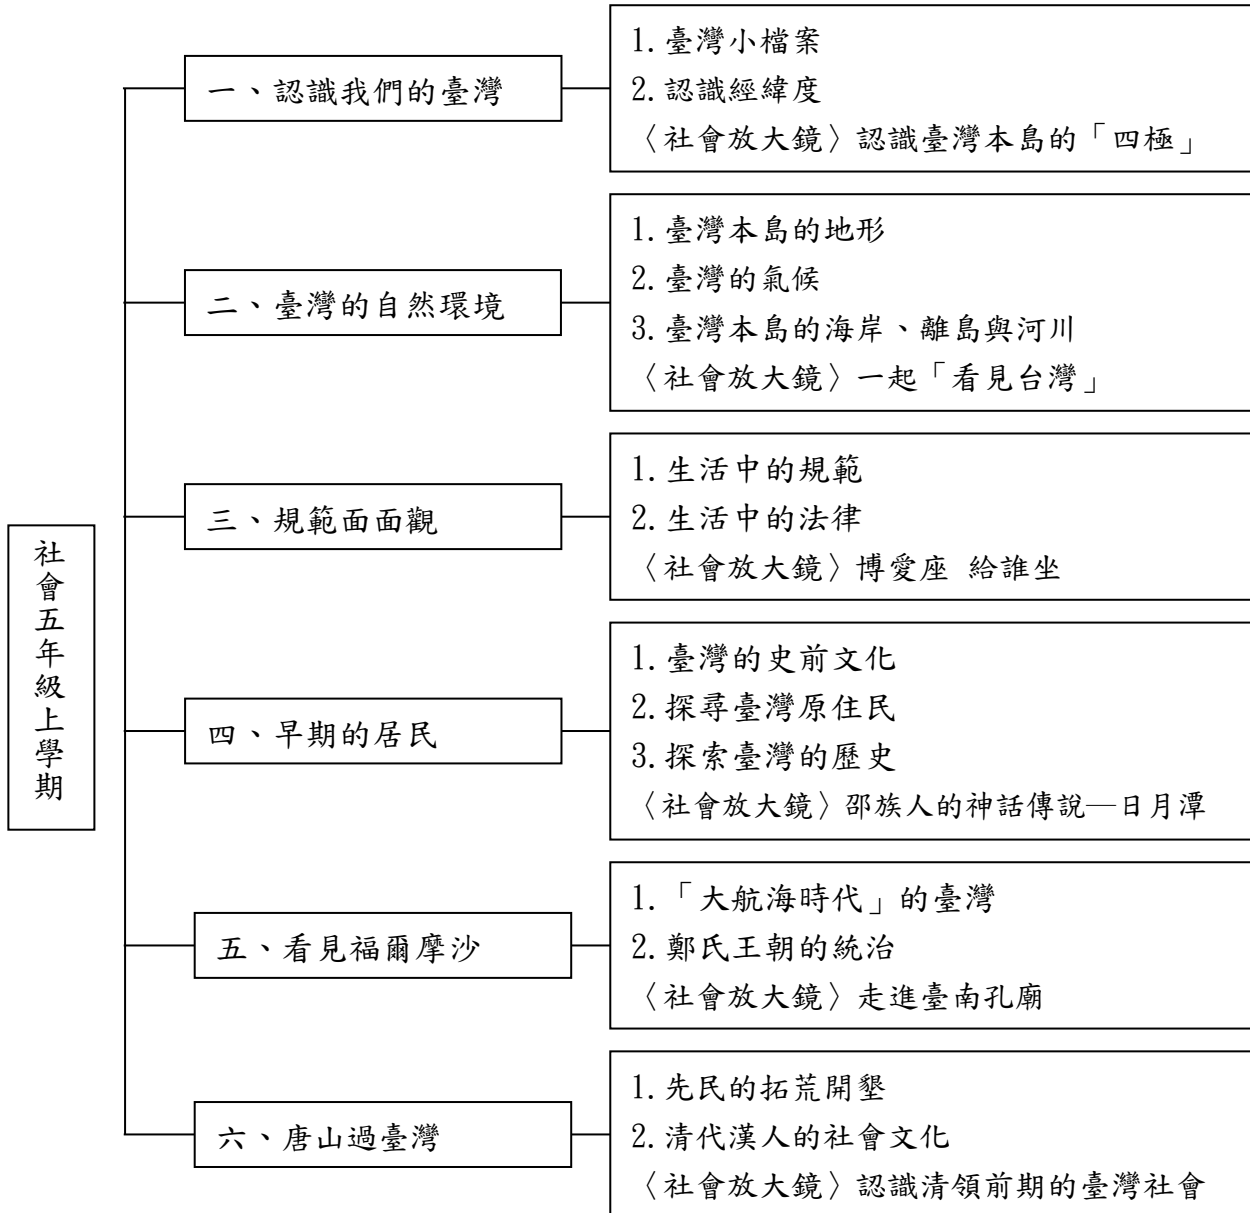 社會五年級上學期
一、認識我們的臺灣
1.臺灣小檔案
2.認識經緯度
〈社會放大鏡〉認識臺灣本島的「四極」
二、臺灣的自然環境
1.臺灣本島的地形
2.臺灣的氣候
3.臺灣本島的海岸、離島與河川
〈社會放大鏡〉一起「看見台灣」
三、規範面面觀
1.生活中的規範
2.生活中的法律
〈社會放大鏡〉博愛座 給誰坐
四、早期的居民
1.臺灣的史前文化
2.探尋臺灣原住民
3.探索臺灣的歷史
〈社會放大鏡〉邵族人的神話傳說—日月潭
五、看見福爾摩沙
1.「大航海時代」的臺灣
2.鄭氏王朝的統治
〈社會放大鏡〉走進臺南孔廟
六、唐山過臺灣
1.先民的拓荒開墾
2.清代漢人的社會文化
〈社會放大鏡〉認識清領前期的臺灣社會